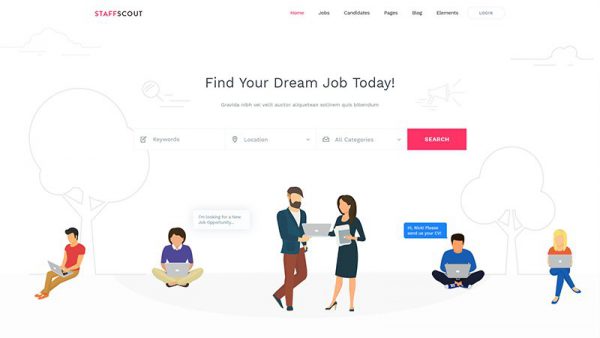 STAFFSCOUT
Home Jobs Candidates Pages Blog Elements LOGIN
Find Your Dream Job Today!
Gravida nibh vel velit auctor aliquetean sollinem quis bibendum
Keywords Location All Categories SEARCH
I'm looking for a New
Job Opportunity...
Hi, Nick! Please
send us your CV!